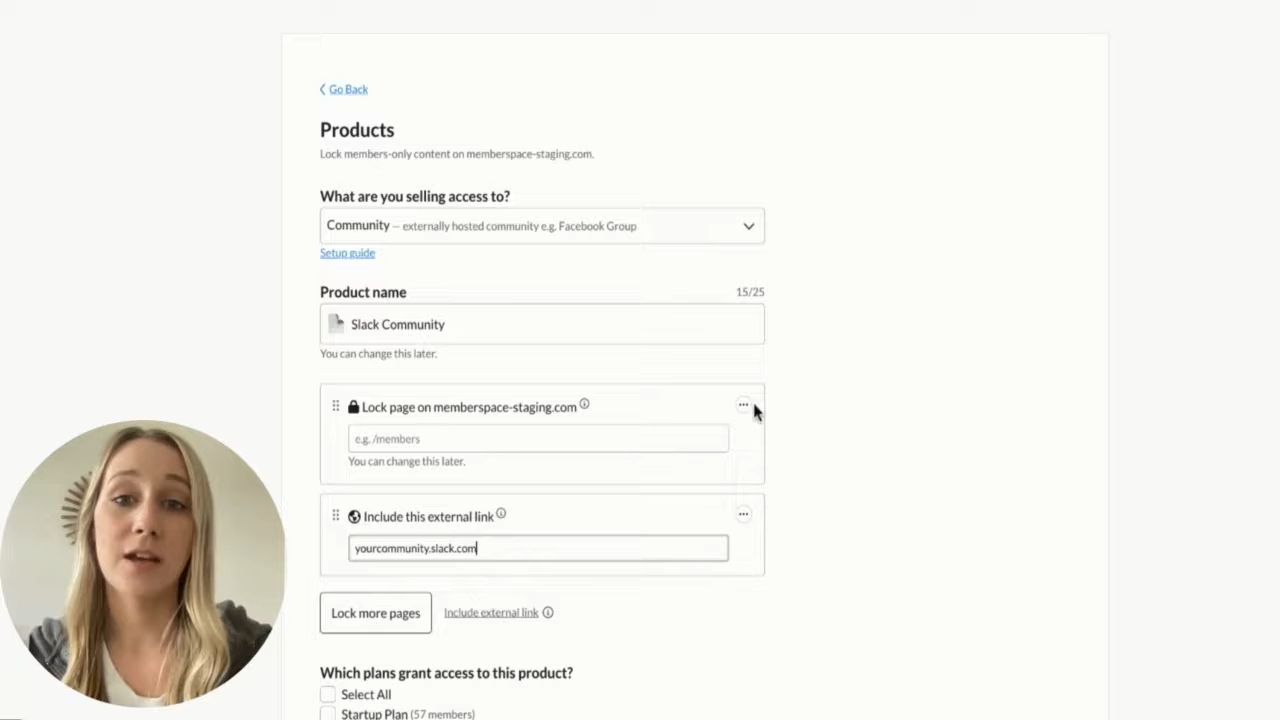 Go Back
Products
Lock members-only content on memberspace-staging.com.
What are you selling access to?
Community – externally hosted community e.g. Facebook Group
Setup guide
Product name 15/25
Slack Community
You can change this later.
Lock page on memberspace-staging.com
e.g. /members
You can change this later.
Include this external link
yourcommunity.slack.com
Lock more pages Include external link
Which plans grant access to this product?
Select All
Startup Plan (57 members)